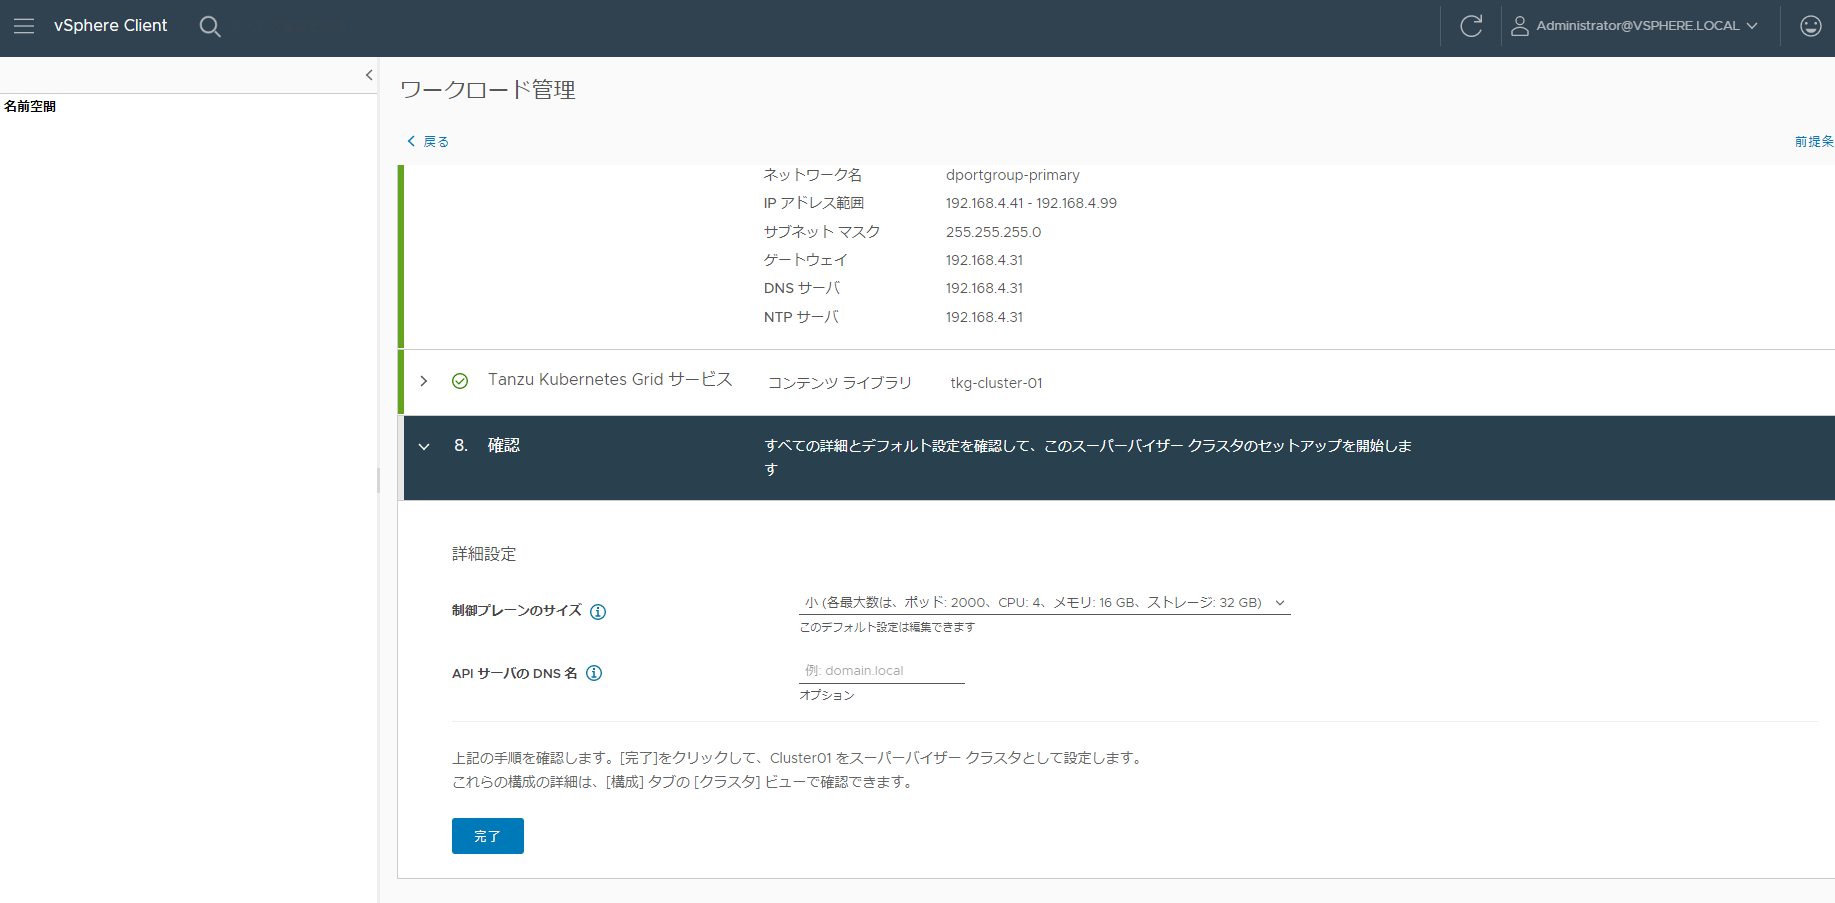 vSphere Client
Administrator@VSPHERE.LOCAL
名前空間
ワークロード管理
戻る
前提条
ネットワーク名 dportgroup-primary
IP アドレス範囲 192.168.4.41 - 192.168.4.99
サブネット マスク 255.255.255.0
ゲートウェイ 192.168.4.31
DNS サーバ 192.168.4.31
NTP サーバ 192.168.4.31
Tanzu Kubernetes Grid サービス コンテンツ ライブラリ tkg-cluster-01
8. 確認 すべての詳細とデフォルト設定を確認して、このスーパーバイザー クラスタのセットアップを開始しま
す
詳細設定
制御プレーンのサイズ 小 (各最大数は、ポッド: 2000、CPU: 4、メモリ: 16 GB、ストレージ: 32 GB)
このデフォルト設定は編集できます
API サーバの DNS 名 例: domain.local
オプション
上記の手順を確認します。[完了]をクリックして、Cluster01 をスーパーバイザー クラスタとして設定します。
これらの構成の詳細は、[構成] タブの [クラスタ] ビューで確認できます。
完了